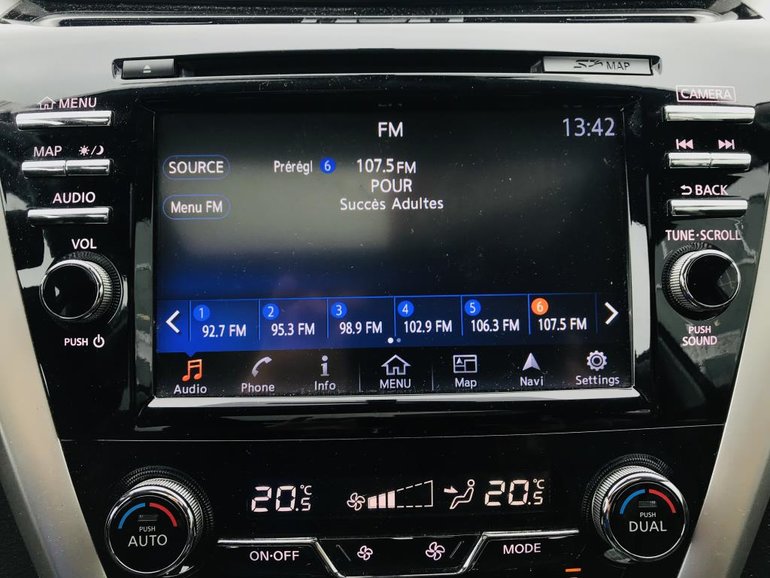 MAP
MENU
FM
13:42
CAMERA
MAP
SOURCE
Prérégl 6 107.5 FM
POUR
Menu FM
Succès Adultes
BACK
AUDIO
VOL
TUNE·SCROLL
1 2 3 4 5 6
92.7 FM 95.3 FM 98.9 FM 102.9 FM 106.3 FM 107.5 FM
PUSH
PUSH
SOUND
Audio Phone Info MENU Map Navi Settings
20.5°C
20.5°C
PUSH
AUTO
PUSH
DUAL
ON·OFF
MODE